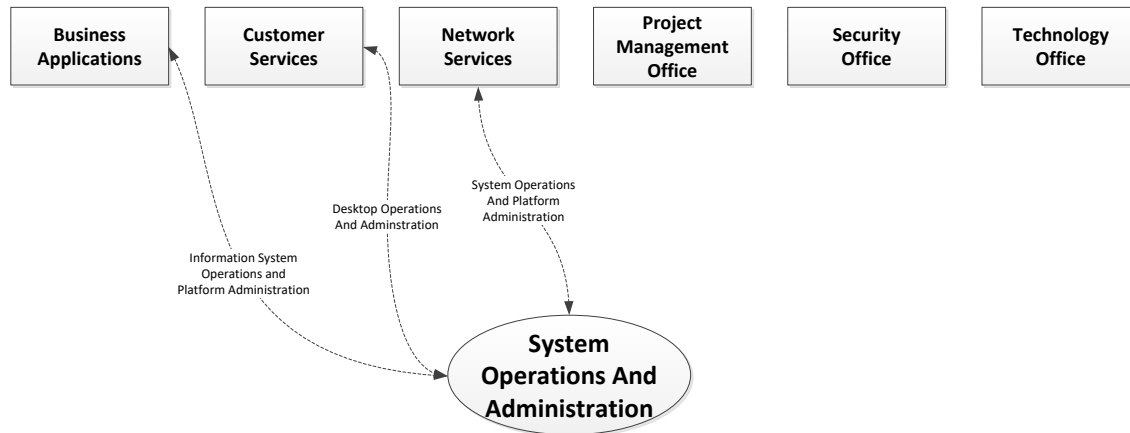 Business
Applications
Customer
Services
Network
Services
Project
Management
Office
Security
Office
Technology
Office
System Operations
And Platform
Administration
Desktop Operations
And Adminstration
Information System
Operations and
Platform Administration
System
Operations And
Administration